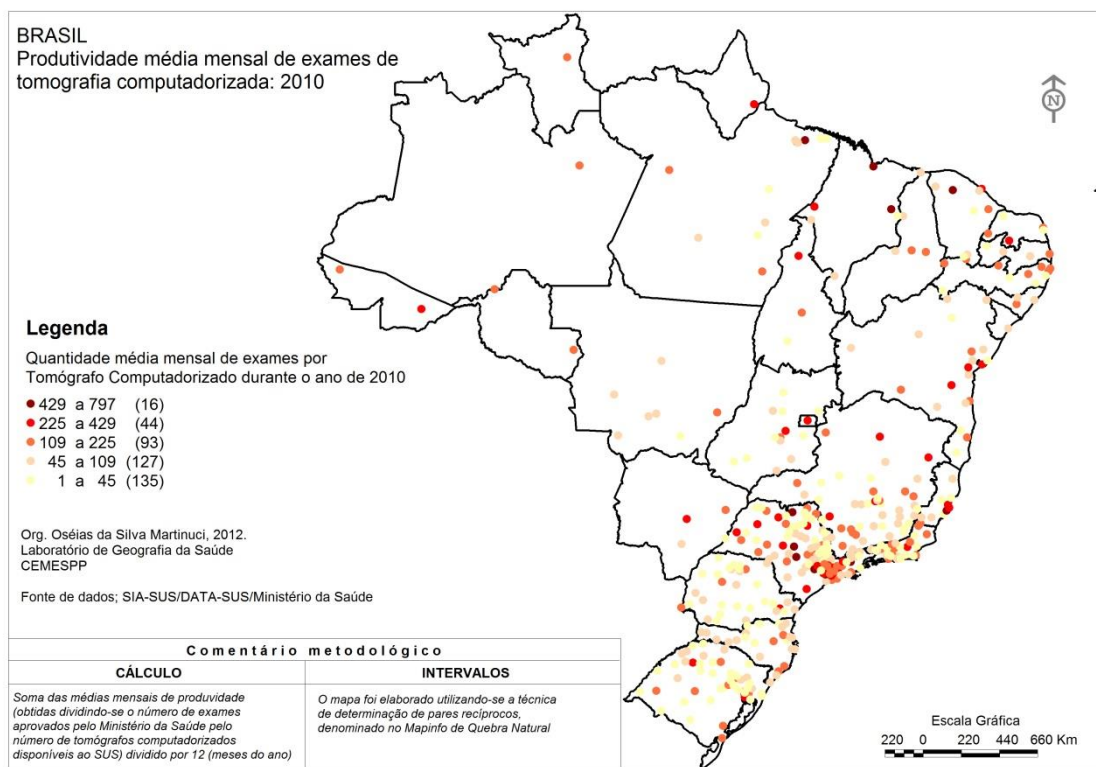 BRASIL
Produtividade média mensal de exames de
tomografia computadorizada: 2010
N
Legenda
Quantidade média mensal de exames por
Tomógrafo Computadorizado durante o ano de 2010
429 a 797 (16)
225 a 429 (44)
109 a 225 (93)
45 a 109 (127)
1 a 45 (135)
Org. Oséias da Silva Martinuci, 2012.
Laboratório de Geografia da Saúde
CEMESPP
Fonte de dados; SIA-SUS/DATA-SUS/Ministério da Saúde
Comentário metodológico
CÁLCULO
Soma das médias mensais de produvidade
(obtidas dividindo-se o número de exames
aprovados pelo Ministério da Saúde pelo
número de tomógrafos computadorizados
disponíveis ao SUS) dividido por 12 (meses do ano)
INTERVALOS
O mapa foi elaborado utilizando-se a técnica
de determinação de pares recíprocos,
denominado no Mapinfo de Quebra Natural
Escala Gráfica
220 0 220 440 660 Km